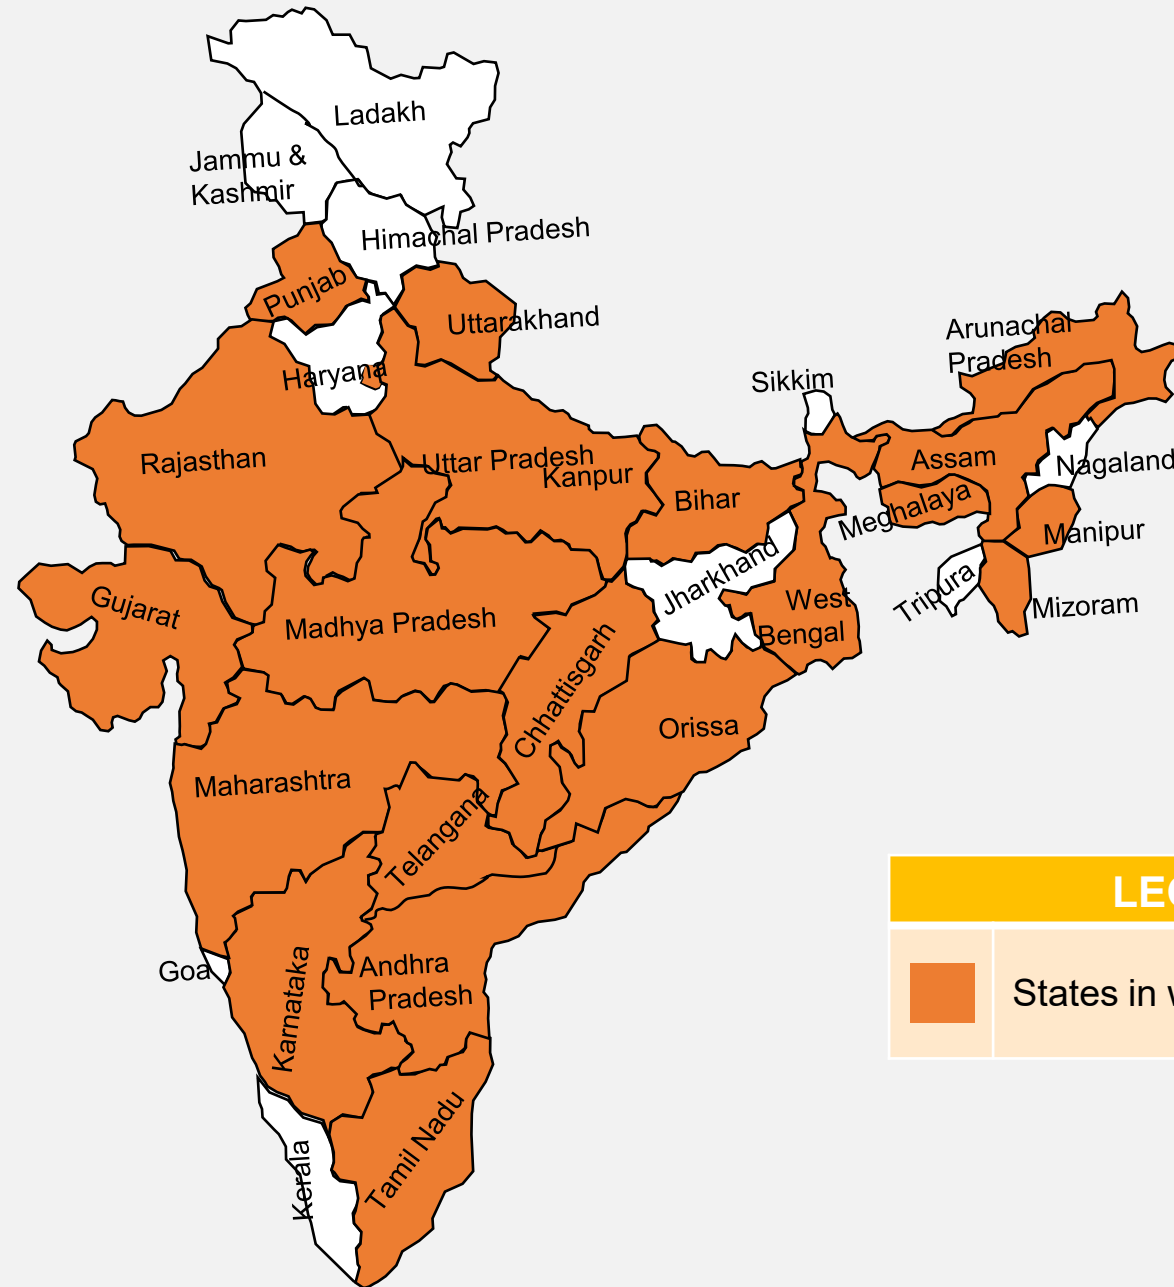 Ladakh
Jammu &
Kashmir
Himachal Pradesh
Punjab
Uttarakhand
Haryana
Arunachal
Pradesh
Sikkim
Rajasthan
Uttar Pradesh
Kanpur
Bihar
Assam
Nagaland
Meghalaya
Manipur
Jharkhand
Tripura
Mizoram
Gujarat
Madhya Pradesh
West
Bengal
Chhattisgarh
Orissa
Maharashtra
Telangana
LEG
States in w
Goa
Karnataka
Andhra
Pradesh
Tamil Nadu
Kerala